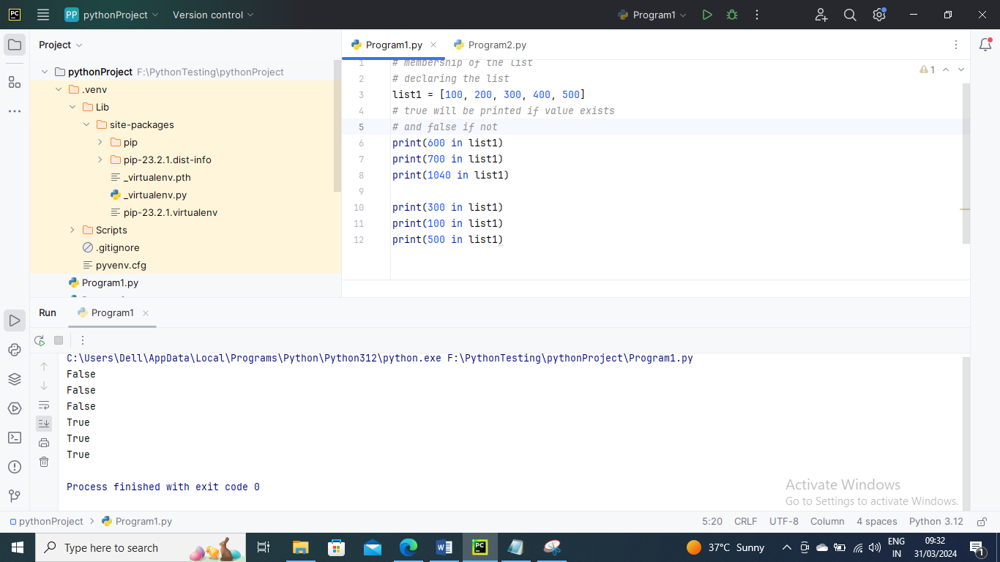 PC
PP pythonProject Version control
Program1
Project
Program1.py
Program2.py
pythonProject F:\PythonTesting\pythonProject
.venv
Lib
site-packages
pip
pip-23.2.1.dist-info
_virtualenv.pth
_virtualenv.py
pip-23.2.1.virtualenv
Scripts
.gitignore
pyvenv.cfg
Program1.py
1 # membership of the list
2 # declaring the list
3 list1 = [100, 200, 300, 400, 500]
4 # true will be printed if value exists
5 # and false if not
6 print(600 in list1)
7 print(700 in list1)
8 print(1040 in list1)
9
10 print(300 in list1)
11 print(100 in list1)
12 print(500 in list1)
1
Run Program1
C:\Users\Dell\AppData\Local\Programs\Python\Python312\python.exe F:\PythonTesting\pythonProject\Program1.py
False
False
False
True
True
True
Process finished with exit code 0
Activate Windows
Go to Settings to activate Windows.
pythonProject > Program1.py
5:20 CRLF UTF-8 Column 4 spaces Python 3.12
Type here to search
W
PC
37°C Sunny
ENG
IN
09:32
31/03/2024
1